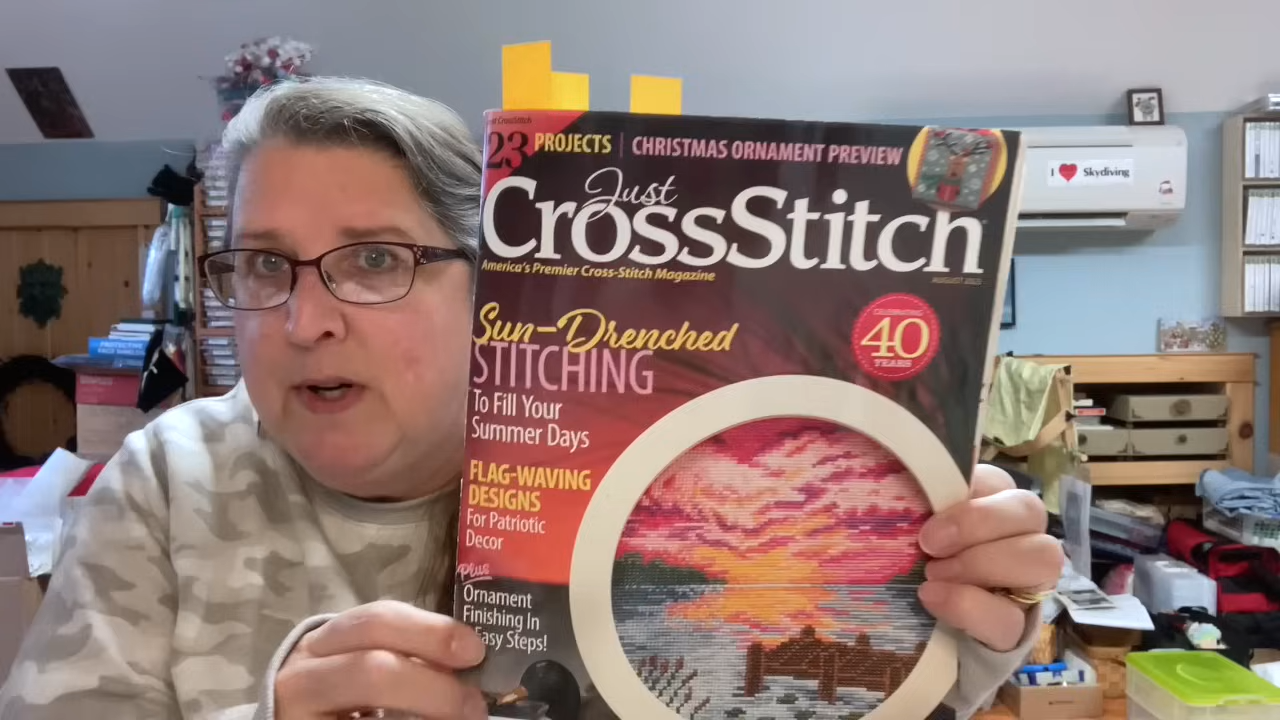 23 PROJECTS | CHRISTMAS ORNAMENT PREVIEW
Just
CrossStitch
America's Premier Cross-Stitch Magazine
Sun-Drenched
STITCHING
To Fill Your
Summer Days
FLAG-WAVING
DESIGNS
For Patriotic
Decor
plus
Ornament
Finishing In
Easy Steps!
CELEBRATING
40
YEARS
I ❤ Skydiving